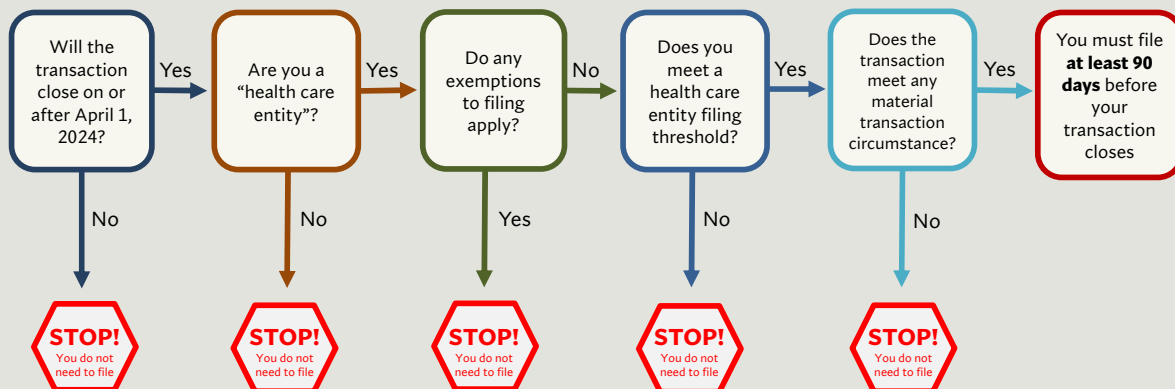 Will the
transaction
close on or
after April 1,
2024?
Yes
Are you a
“health care
entity”?
Yes
Do any
exemptions
to filing
apply?
No
Does you
meet a
health care
entity filing
threshold?
Yes
Does the
transaction
meet any
material
transaction
circumstance?
Yes
You must file
at least 90
days before
your
transaction
closes
No
No
Yes
No
No
STOP!
You do not
need to file
STOP!
You do not
need to file
STOP!
You do not
need to file
STOP!
You do not
need to file
STOP!
You do not
need to file